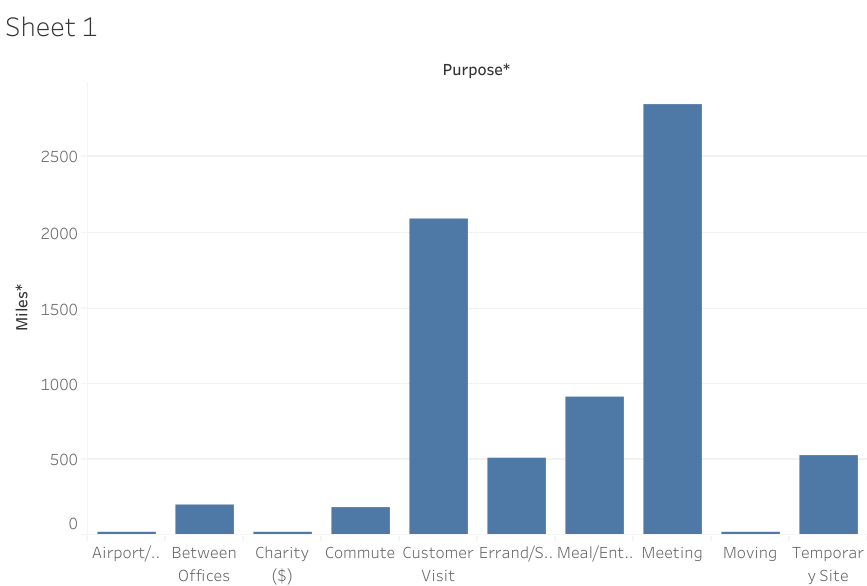 Sheet 1
Purpose*
Miles*
2500
2000
1500
1000
500
0
Airport/.. Between Charity Commute Customer Errand/S.. Meal/Ent.. Meeting Moving Temporar
Offices ($) Visit y Site